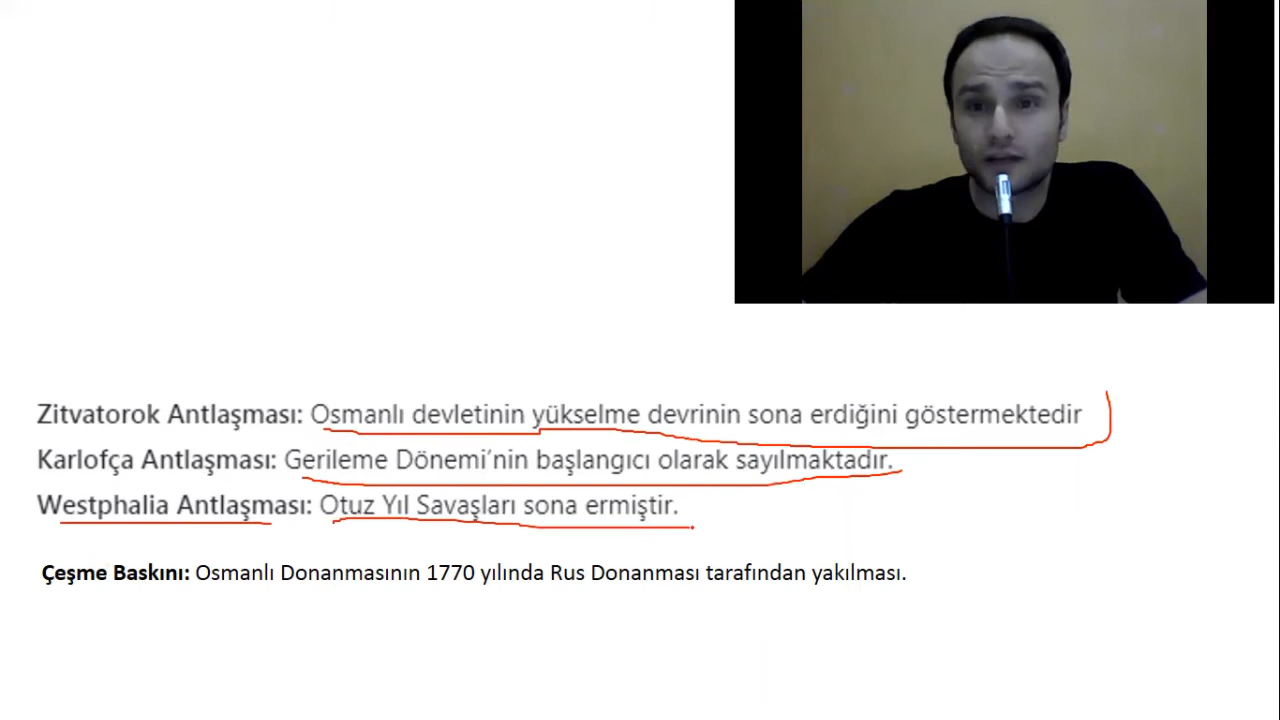 Zitvatorok Antlaşması: Osmanlı devletinin yükselme devrinin sona erdiğini göstermektedir
Karlofça Antlaşması: Gerileme Dönemi'nin başlangıcı olarak sayılmaktadır.
Westphalia Antlaşması: Otuz Yıl Savaşları sona ermiştir.
Çeşme Baskını: Osmanlı Donanmasının 1770 yılında Rus Donanması tarafından yakılması.